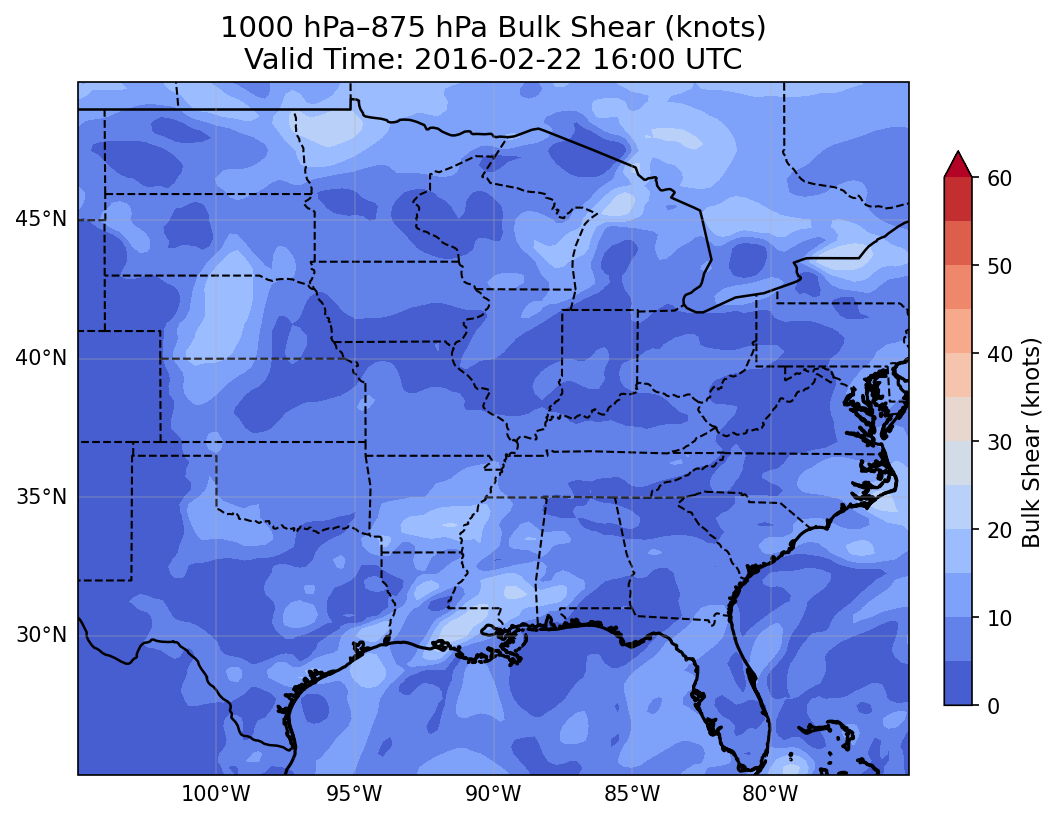 1000 hPa–875 hPa Bulk Shear (knots)
Valid Time: 2016-02-22 16:00 UTC
45°N
40°N
35°N
30°N
100°W
95°W
90°W
85°W
80°W
60
50
40
30
20
10
0
Bulk Shear (knots)